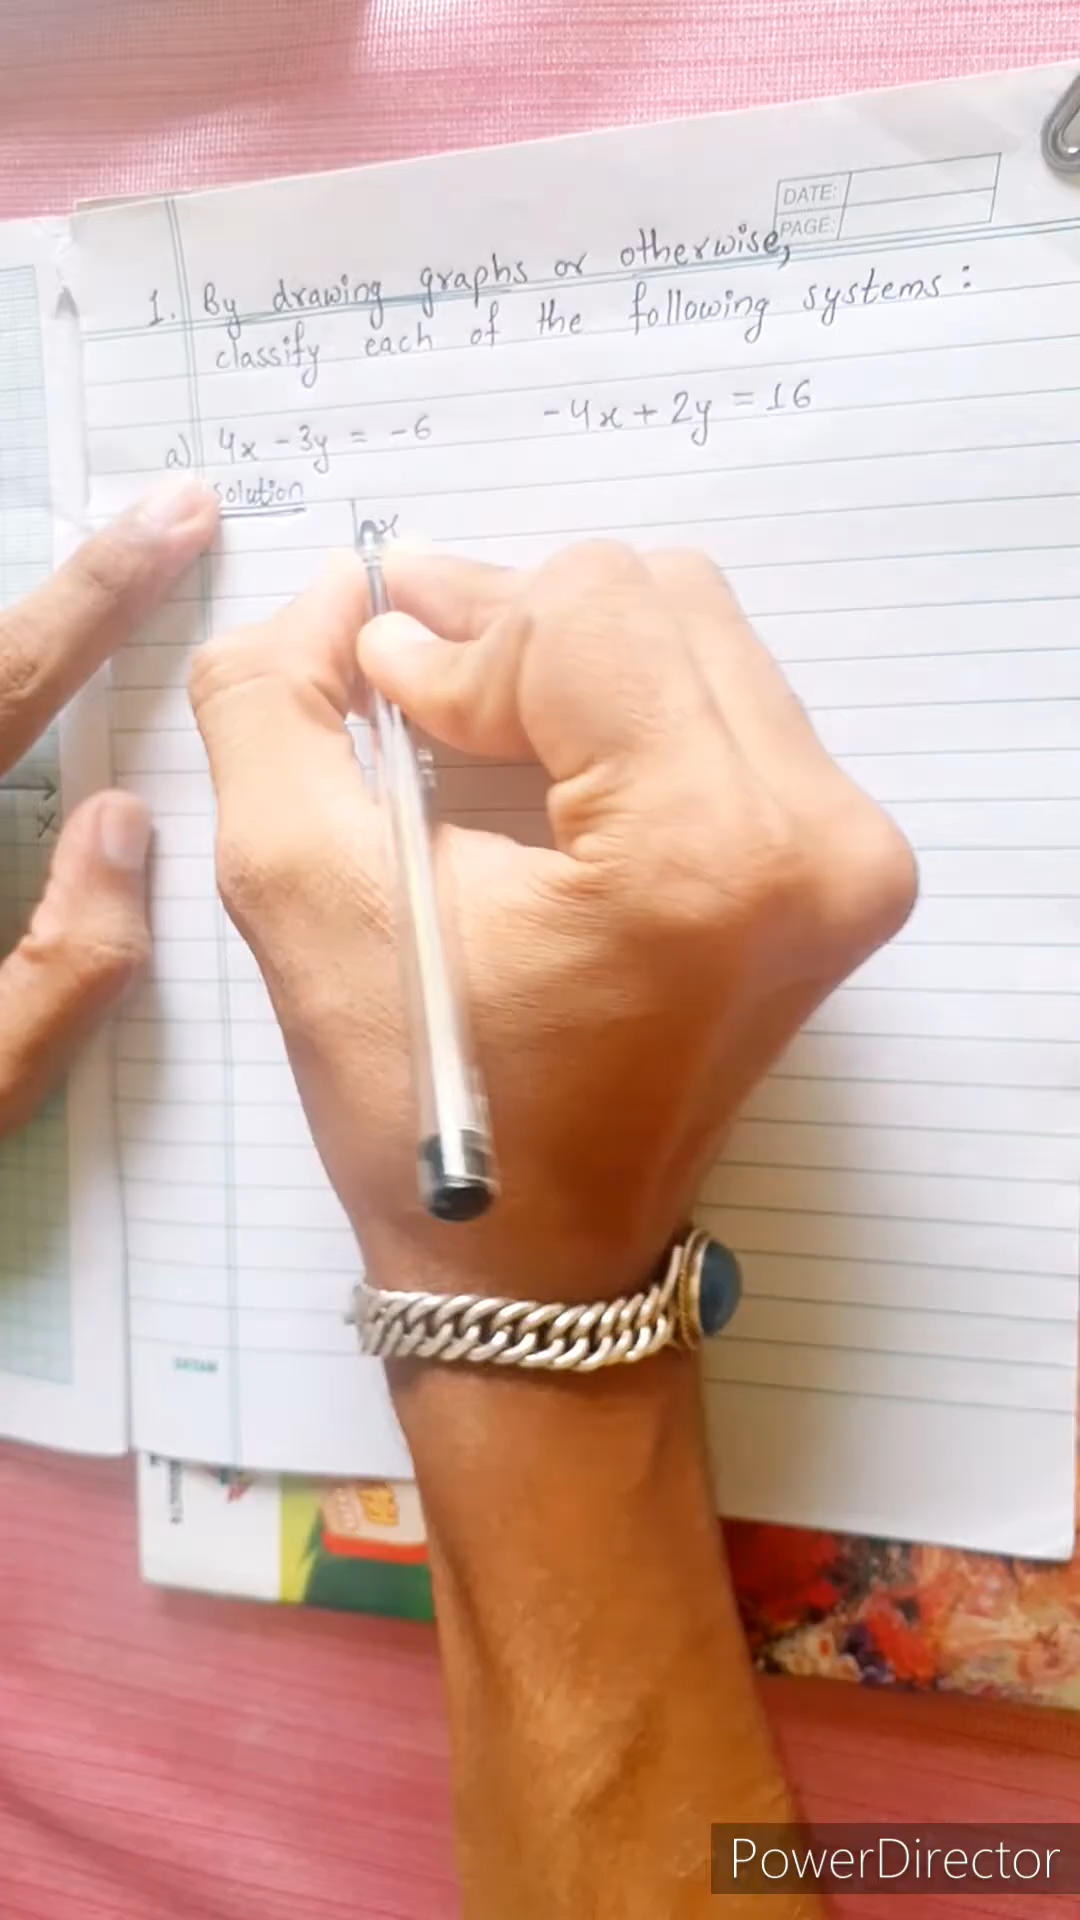 DATE:
PAGE:
1. By drawing graphs or otherwise,
classify each of the following systems:
a) 4x - 3y = -6 -4x + 2y = 16
solution
X
PowerDirector